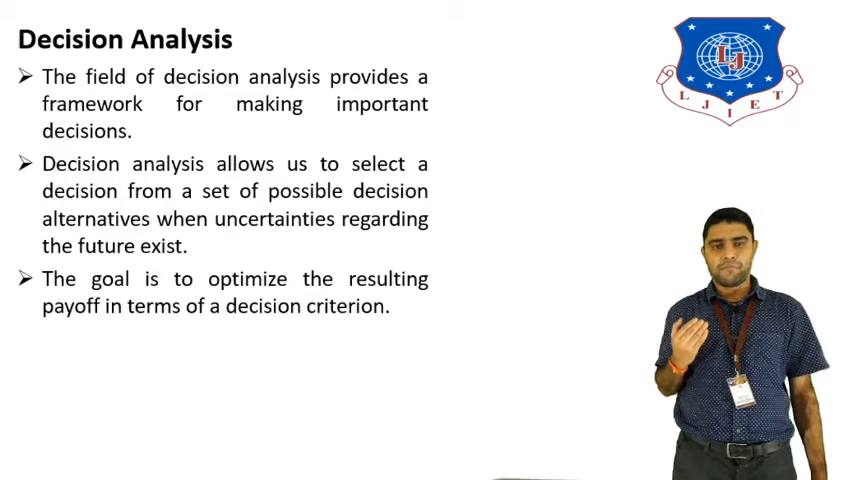 Decision Analysis
➢ The field of decision analysis provides a
framework for making important
decisions.
➢ Decision analysis allows us to select a
decision from a set of possible decision
alternatives when uncertainties regarding
the future exist.
➢ The goal is to optimize the resulting
payoff in terms of a decision criterion.
LJ
L J I E T